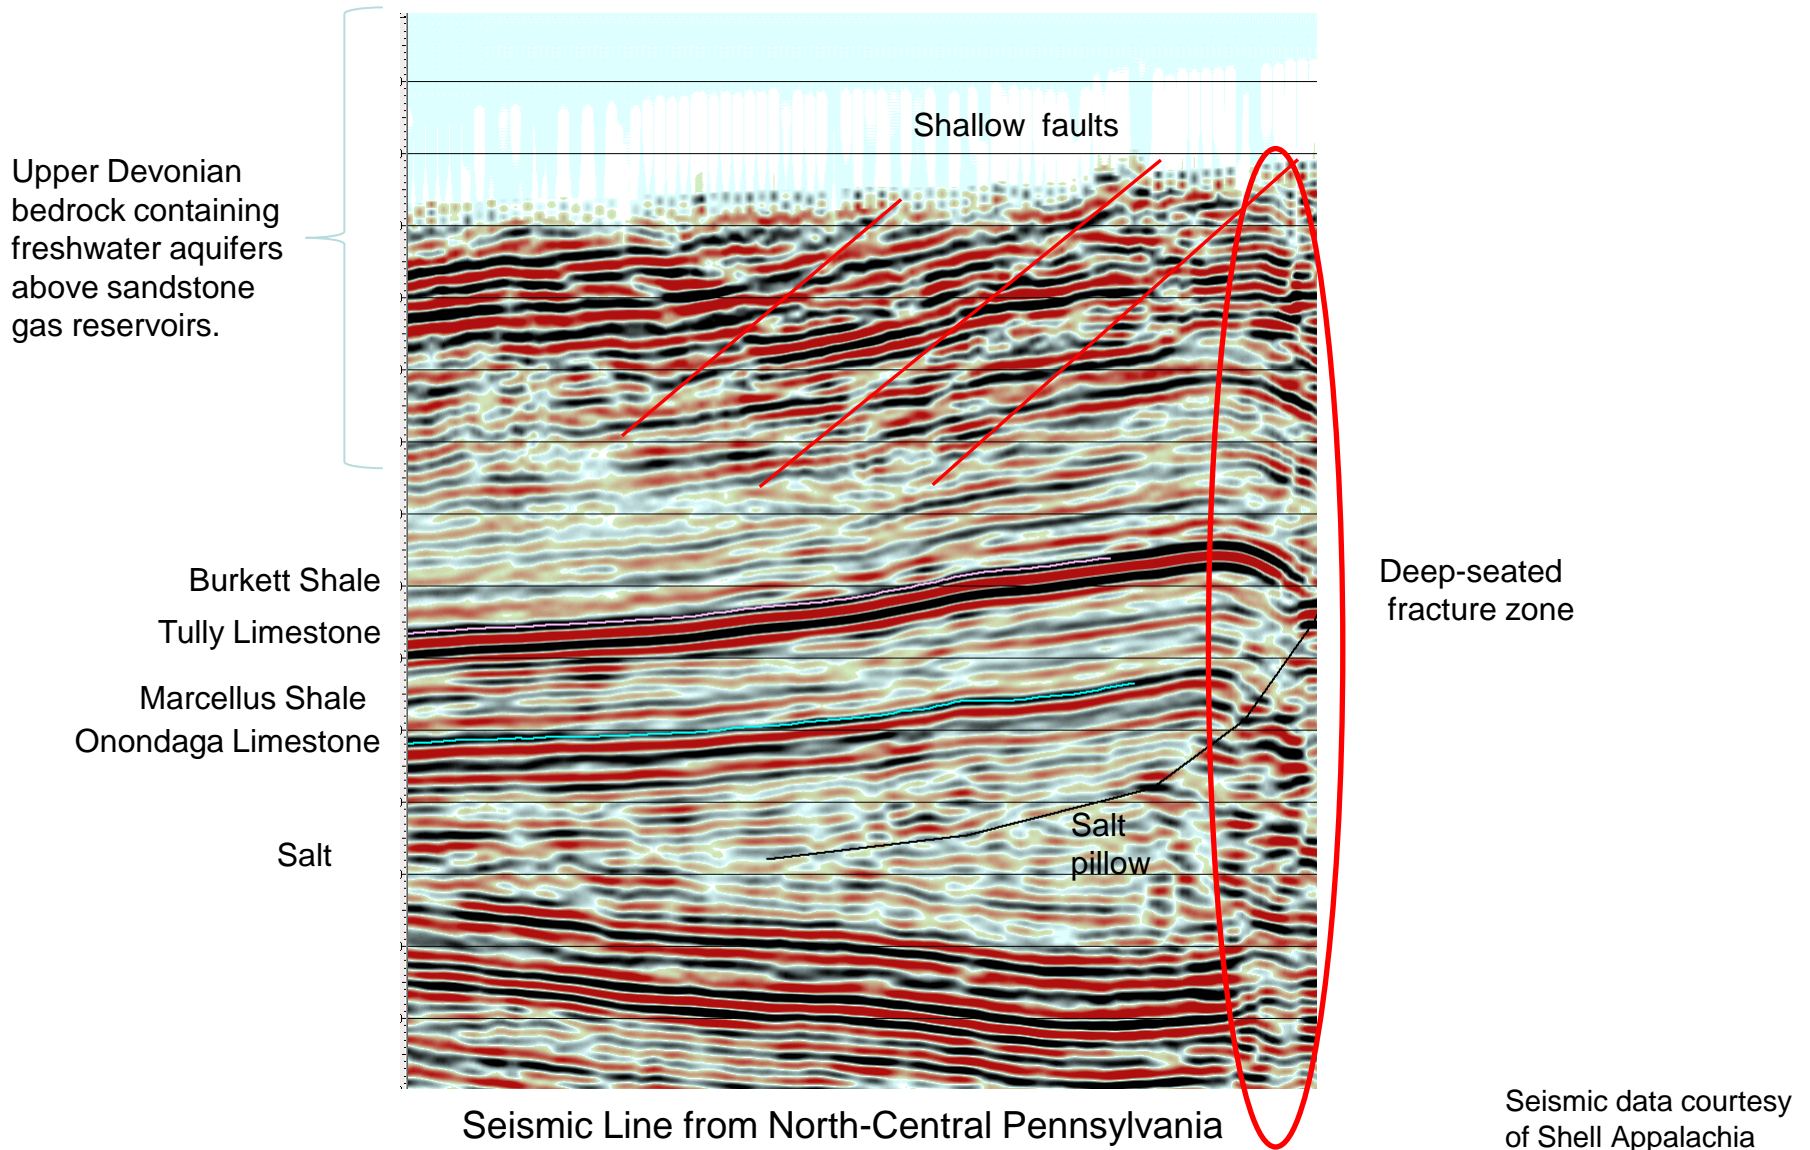 Shallow faults
Upper Devonian
bedrock containing
freshwater aquifers
above sandstone
gas reservoirs.
Burkett Shale
Tully Limestone
Marcellus Shale
Onondaga Limestone
Salt
Salt
pillow
Deep-seated
fracture zone
Seismic Line from North-Central Pennsylvania
Seismic data courtesy
of Shell Appalachia